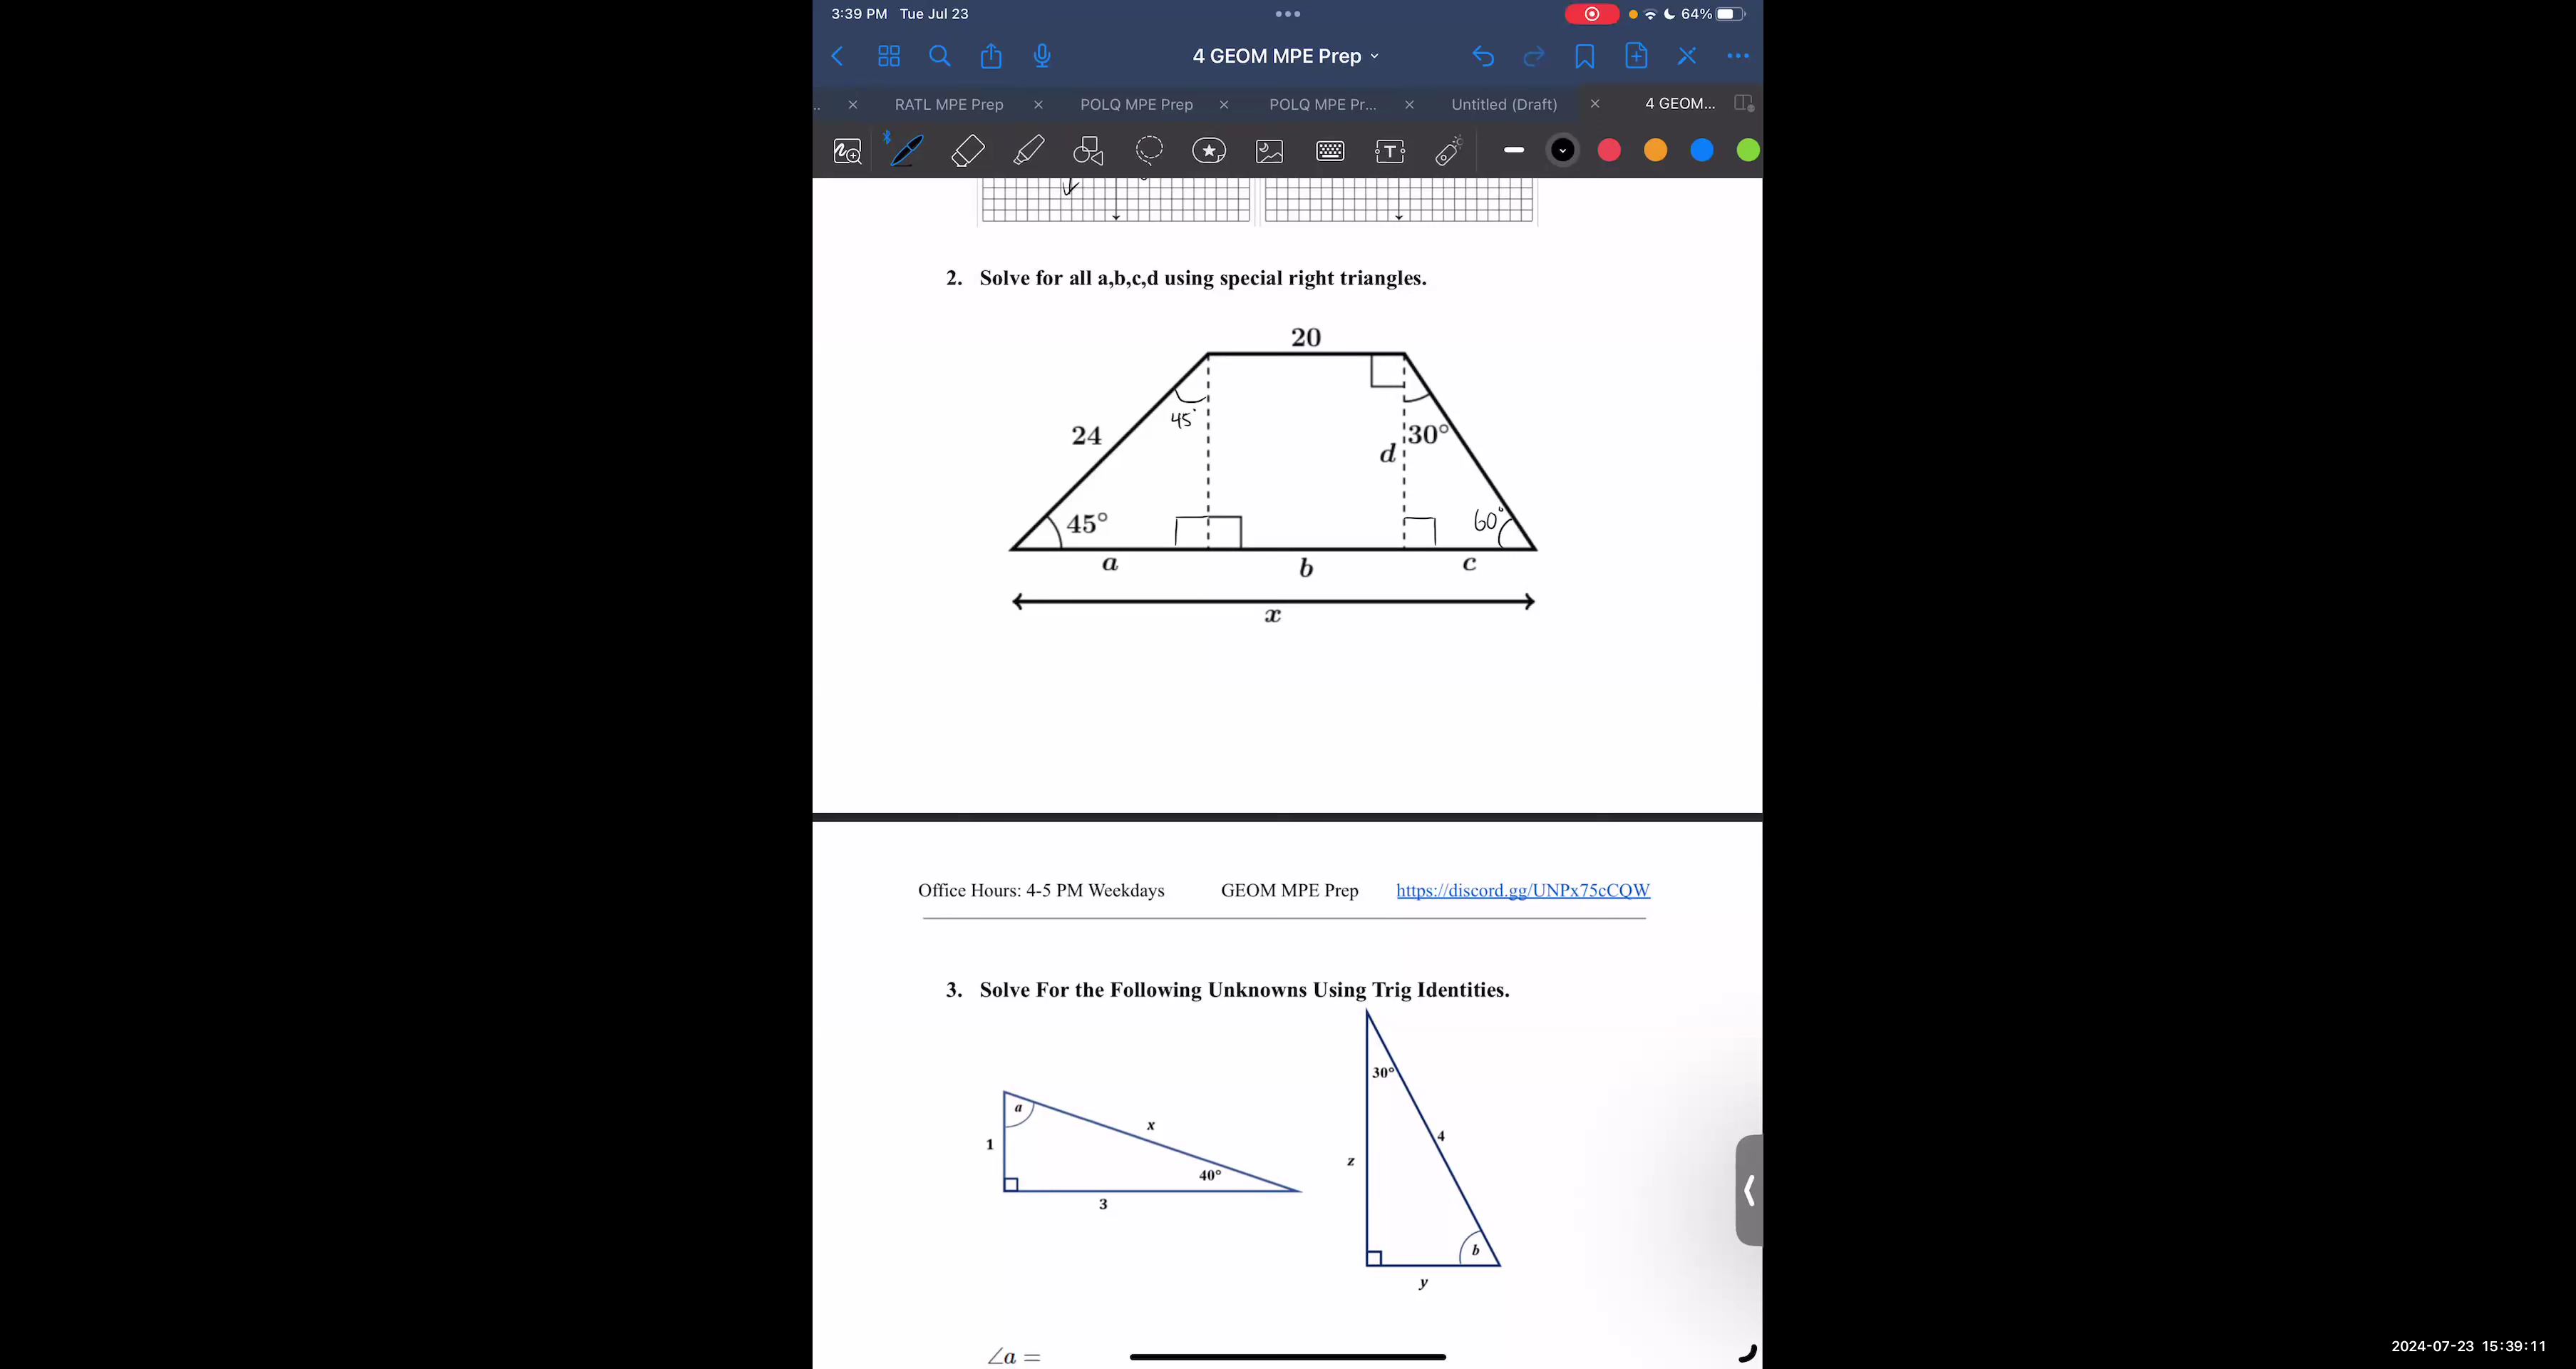 3:39 PM Tue Jul 23
64%
4 GEOM MPE Prep
..
RATL MPE Prep
POLQ MPE Prep
POLQ MPE Pr...
Untitled (Draft)
4 GEOM...
T
2. Solve for all a,b,c,d using special right triangles.
20
45°
24
30°
d
45°
60°
a
b
c
x
Office Hours: 4-5 PM Weekdays GEOM MPE Prep https://discord.gg/UNPx75cCQW
3. Solve For the Following Unknowns Using Trig Identities.
30°
a
x
1
4
z
40°
3
b
y
∠a =
2024-07-23 15:39:11